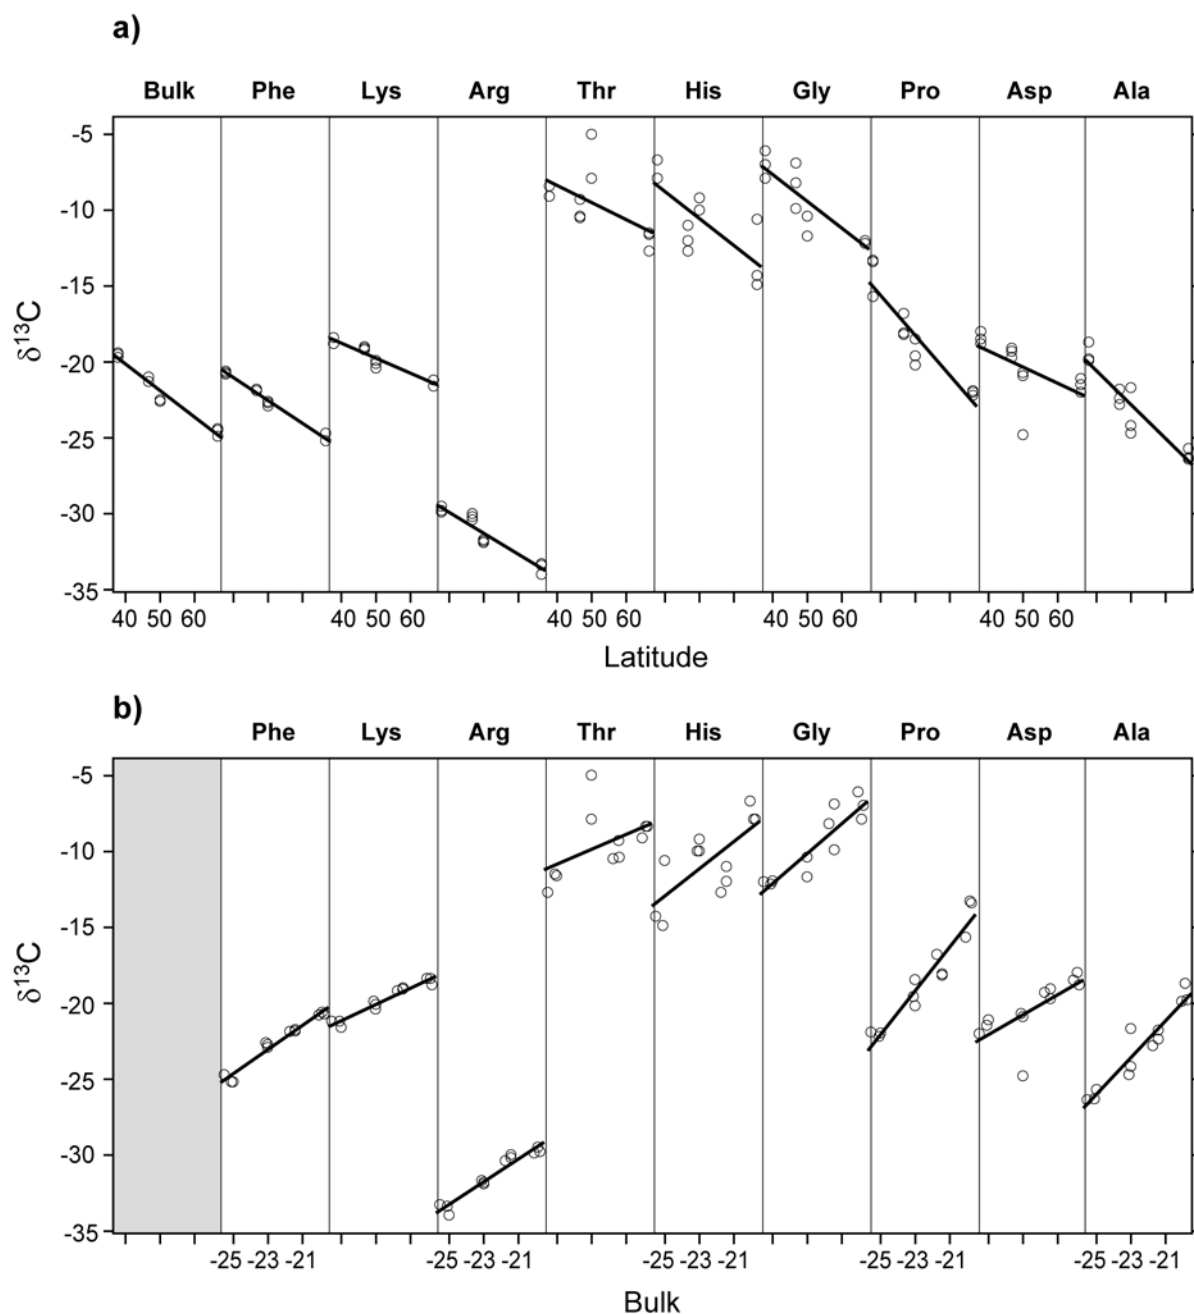 a)
Bulk Phe Lys Arg Thr His Gly Pro Asp Ala
-5
-10
-15
-20
-25
-30
-35
δ13C
40 50 60 40 50 60 40 50 60 40 50 60 40 50 60
Latitude
b)
Phe Lys Arg Thr His Gly Pro Asp Ala
-5
-10
-15
-20
-25
-30
-35
δ13C
-25 -23 -21 -25 -23 -21 -25 -23 -21 -25 -23 -21 -25 -23 -21
Bulk